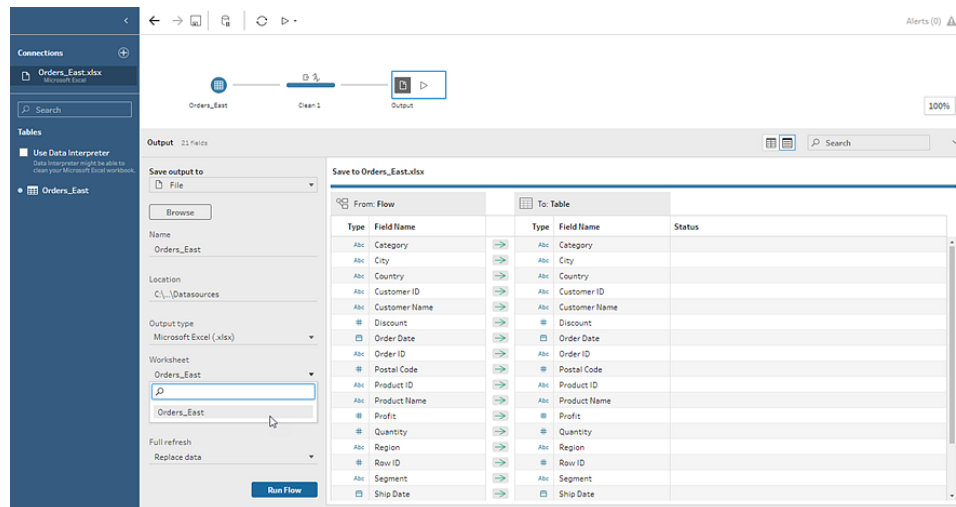 Alerts (0)
Connections
Orders_East.xlsx
Microsoft Excel
Search
Tables
Use Data Interpreter
Data Interpreter might be able to
clean your Microsoft Excel workbook.
Orders_East
Orders_East
Clean 1
Output
100%
Output 21 fields
Search
Save output to
File
Browse
Name
Orders_East
Location
C:\...\Datasources
Output type
Microsoft Excel (.xlsx)
Worksheet
Orders_East
Orders_East
Full refresh
Replace data
Run Flow
Save to Orders_East.xlsx
From: Flow To: Table
Type Field Name Type Field Name Status
Abc Category Abc Category
Abc City Abc City
Abc Country Abc Country
Abc Customer ID Abc Customer ID
Abc Customer Name Abc Customer Name
# Discount # Discount
Order Date Order Date
Abc Order ID Abc Order ID
# Postal Code # Postal Code
Abc Product ID Abc Product ID
Abc Product Name Abc Product Name
# Profit # Profit
# Quantity # Quantity
Abc Region Abc Region
# Row ID # Row ID
Abc Segment Abc Segment
Ship Date Ship Date